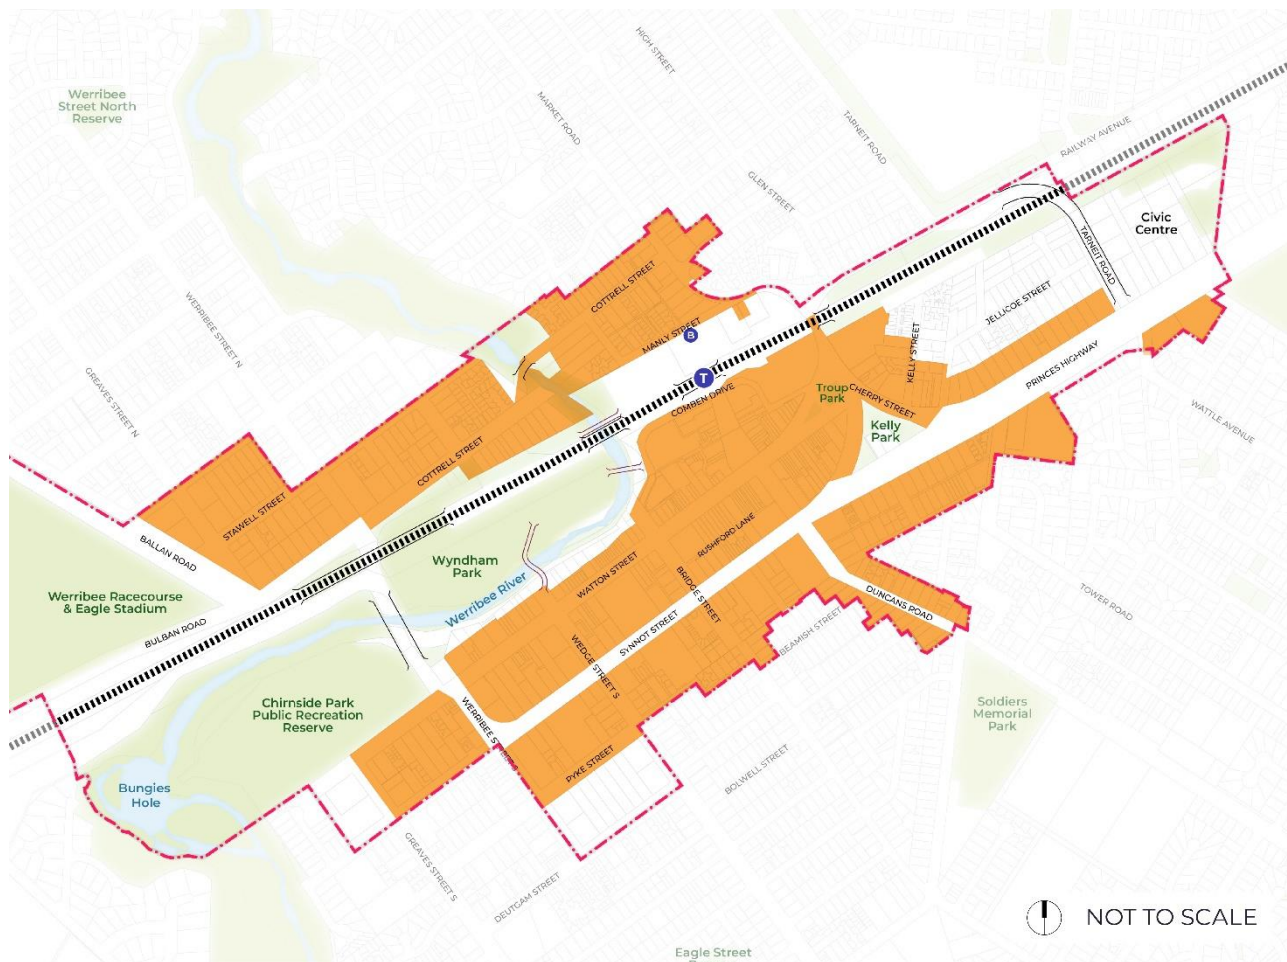 HIGH STREET
Werribee
Street North
Reserve
MARKET ROAD
TARNEIT ROAD
RAILWAY AVENUE
GLEN STREET
Civic
Centre
TARNEIT ROAD
COTTRELL STREET
JELLICOE STREET
WERRIBEE STREET N
MANLY STREET
B
KELLY STREET
PRINCES HIGHWAY
T
COMBEN DRIVE
Troup
Park
CHERRY STREET
GREAVES STREET N
Kelly
Park
WATTLE AVENUE
COTTRELL STREET
STAWELL STREET
RUSHFORD LANE
BALLAN ROAD
Wyndham
Park
WATTON STREET
BRIDGE STREET
Werribee River
Werribee Racecourse
& Eagle Stadium
DUNCANS ROAD
TOWER ROAD
BULBAN ROAD
SYNNOT STREET
BEAMISH STREET
WEDGE STREET S
Chirnside Park
Public Recreation
Reserve
WERRIBEE STREET S
Soldiers
Memorial
Park
PYKE STREET
BOLWELL STREET
Bungies
Hole
GREAVES STREET S
DEUTGAM STREET
NOT TO SCALE
Eagle Street